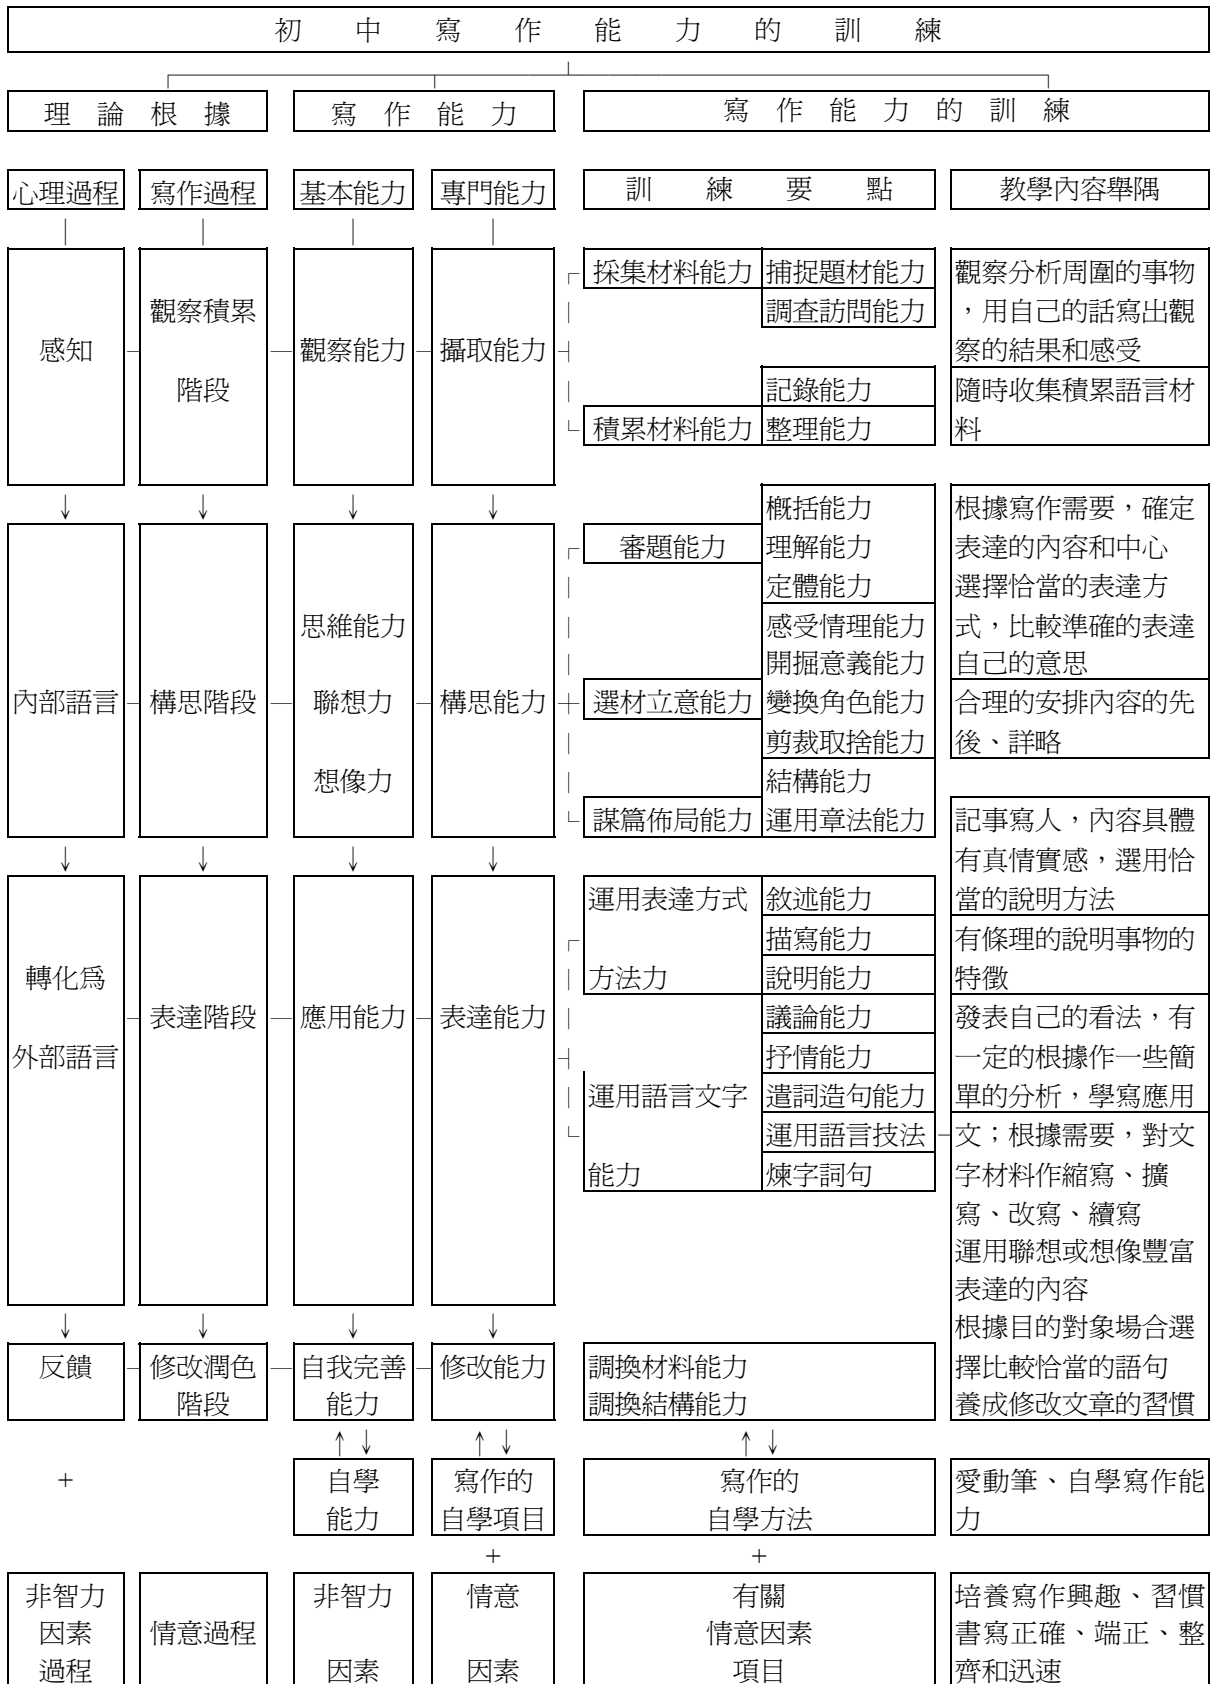 初中寫作能力的訓練
理論根據 寫作能力 寫作能力的訓練
心理過程 寫作過程 基本能力 專門能力 訓練要點 教學內容舉隅
採集材料能力 捕捉題材能力 觀察分析周圍的事物
觀察積累 調查訪問能力 ,用自己的話寫出觀
感知 觀察能力 攝取能力 察的結果和感受
階段 記錄能力 隨時收集積累語言材
積累材料能力 整理能力 料
↓ ↓ ↓ ↓ 概括能力 根據寫作需要,確定
審題能力 理解能力 表達的內容和中心
定體能力 選擇恰當的表達方
思維能力 感受情理能力 式,比較準確的表達
開掘意義能力 自己的意思
內部語言 構思階段 聯想力 構思能力 選材立意能力 變換角色能力 合理的安排內容的先
剪裁取捨能力 後、詳略
想像力 結構能力
謀篇佈局能力 運用章法能力 記事寫人,內容具體
↓ ↓ ↓ ↓ 有真情實感,選用恰
運用表達方式 敘述能力 當的說明方法
描寫能力 有條理的說明事物的
轉化爲 方法力 說明能力 特徵
表達階段 應用能力 表達能力 議論能力 發表自己的看法,有
外部語言 抒情能力 一定的根據作一些簡
運用語言文字 遣詞造句能力 單的分析,學寫應用
運用語言技法 文;根據需要,對文
能力 煉字詞句 字材料作縮寫、擴
寫、改寫、續寫
運用聯想或想像豐富
表達的內容
↓ ↓ ↓ ↓ 根據目的對象場合選
反饋 修改潤色 自我完善 修改能力 調換材料能力 擇比較恰當的語句
階段 能力 調換結構能力 養成修改文章的習慣
↑↓ ↑↓ ↑↓
+ 自學 寫作的 寫作的 愛動筆、自學寫作能
能力 自學項目 自學方法 力
+ +
非智力 非智力 情意 有關 培養寫作興趣、習慣
因素 情意過程 情意因素 書寫正確、端正、整
過程 因素 因素 項目 齊和迅速